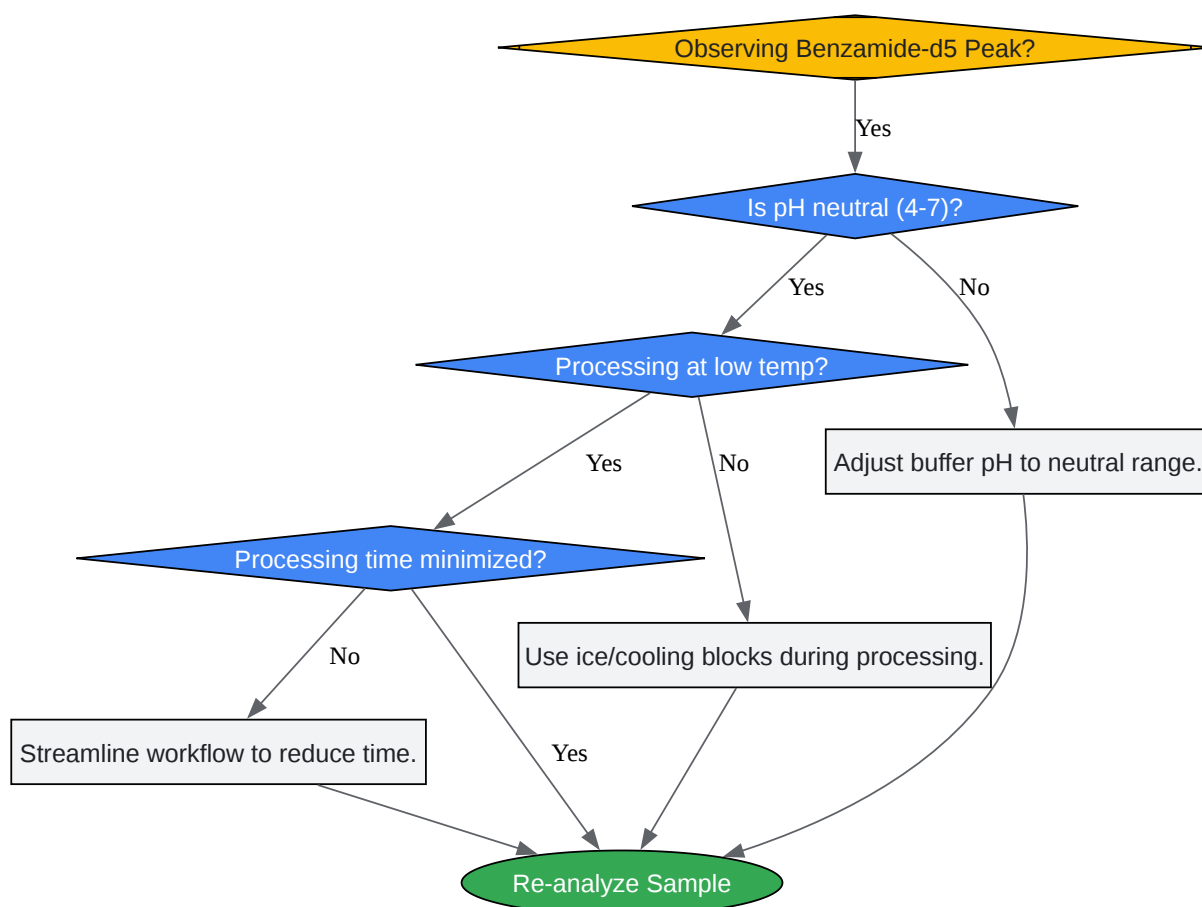 Observing Benzamide-d5 Peak?
Yes
Is pH neutral (4-7)?
Yes
No
Processing at low temp?
Yes
No
Adjust buffer pH to neutral range.
Processing time minimized?
No
Use ice/cooling blocks during processing.
Streamline workflow to reduce time.
Yes
Re-analyze Sample